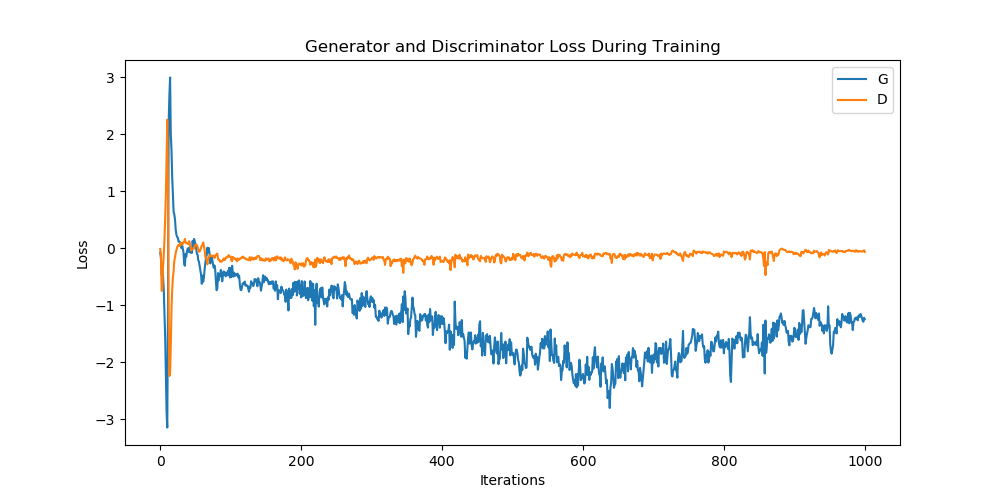 Generator and Discriminator Loss During Training
G
D
3
2
1
0
−1
−2
−3
Loss
0 200 400 600 800 1000
Iterations